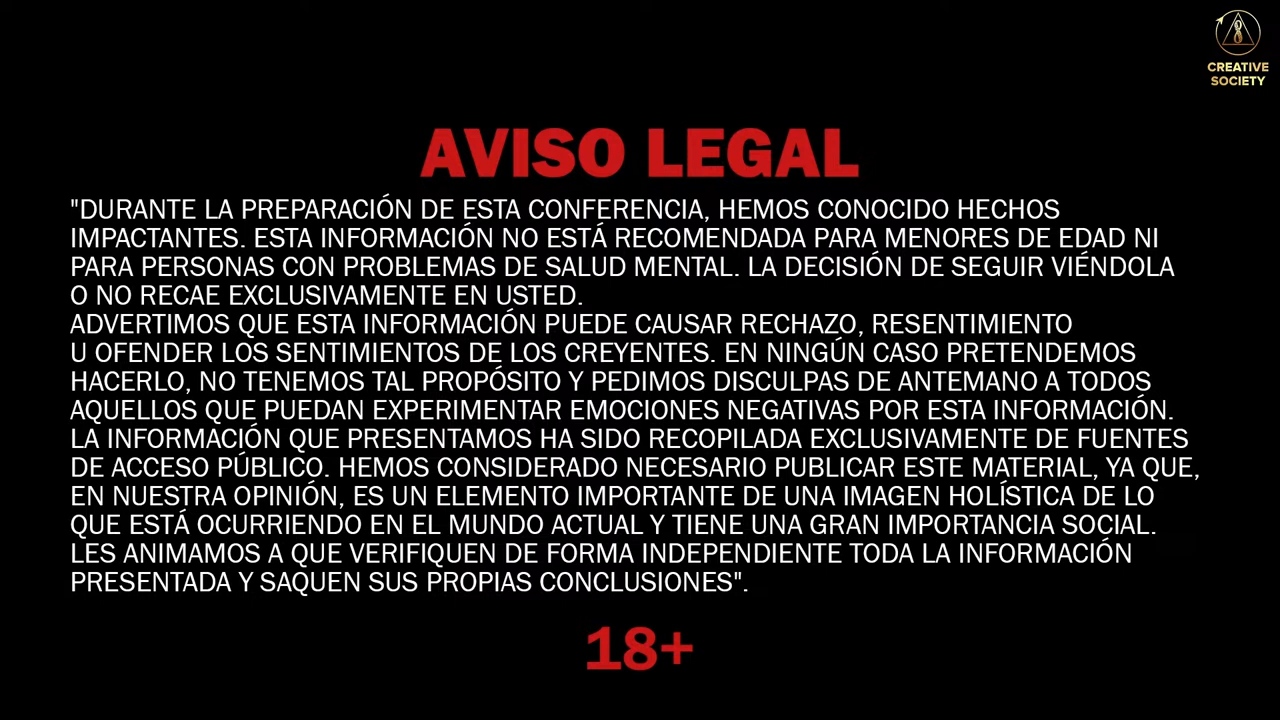 CREATIVE
SOCIETY
AVISO LEGAL
"DURANTE LA PREPARACIÓN DE ESTA CONFERENCIA, HEMOS CONOCIDO HECHOS
IMPACTANTES. ESTA INFORMACIÓN NO ESTÁ RECOMENDADA PARA MENORES DE EDAD NI
PARA PERSONAS CON PROBLEMAS DE SALUD MENTAL. LA DECISIÓN DE SEGUIR VIÉNDOLA
O NO RECAE EXCLUSIVAMENTE EN USTED.
ADVERTIMOS QUE ESTA INFORMACIÓN PUEDE CAUSAR RECHAZO, RESENTIMIENTO
U OFENDER LOS SENTIMIENTOS DE LOS CREYENTES. EN NINGÚN CASO PRETENDEMOS
HACERLO, NO TENEMOS TAL PROPÓSITO Y PEDIMOS DISCULPAS DE ANTEMANO A TODOS
AQUELLOS QUE PUEDAN EXPERIMENTAR EMOCIONES NEGATIVAS POR ESTA INFORMACIÓN.
LA INFORMACIÓN QUE PRESENTAMOS HA SIDO RECOPILADA EXCLUSIVAMENTE DE FUENTES
DE ACCESO PÚBLICO. HEMOS CONSIDERADO NECESARIO PUBLICAR ESTE MATERIAL, YA QUE,
EN NUESTRA OPINIÓN, ES UN ELEMENTO IMPORTANTE DE UNA IMAGEN HOLÍSTICA DE LO
QUE ESTÁ OCURRIENDO EN EL MUNDO ACTUAL Y TIENE UNA GRAN IMPORTANCIA SOCIAL.
LES ANIMAMOS A QUE VERIFIQUEN DE FORMA INDEPENDIENTE TODA LA INFORMACIÓN
PRESENTADA Y SAQUEN SUS PROPIAS CONCLUSIONES".
18+